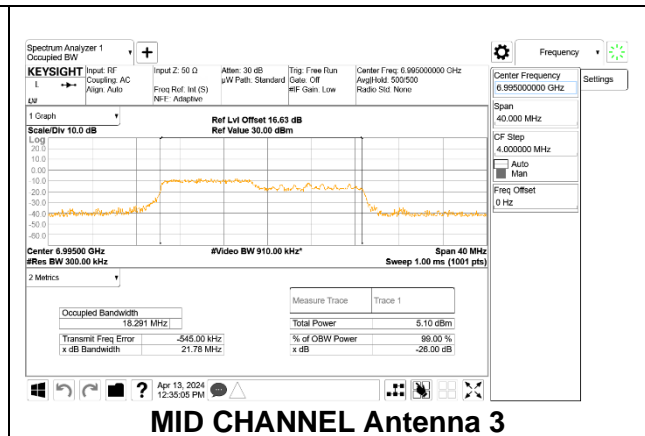 Spectrum Analyzer 1
Occupied BW
+
Frequency
KEYSIGHT
L
Input: RF
Coupling: AC
Align: Auto
Input Z: 50 Ω
Freq Ref: Int (S)
NFE: Adaptive
Atten: 30 dB
µW Path: Standard
Trig: Free Run
Gate: Off
#IF Gain: Low
Center Freq: 6.995000000 GHz
Avg|Hold: 500/500
Radio Std: None
Center Frequency
6.995000000 GHz
Settings
Span
40.000 MHz
CF Step
4.000000 MHz
Auto
Man
Freq Offset
0 Hz
1 Graph
Scale/Div 10.0 dB
Ref Lvl Offset 16.63 dB
Ref Value 30.00 dBm
Log
20.0
10.0
0.00
-10.0
-20.0
-30.0
-40.0
-50.0
-60.0
Center 6.99500 GHz
#Res BW 300.00 kHz
#Video BW 910.00 kHz*
Span 40 MHz
Sweep 1.00 ms (1001 pts)
2 Metrics
Measure Trace Trace 1
Occupied Bandwidth
18.291 MHz
Total Power 5.10 dBm
Transmit Freq Error -545.00 kHz
% of OBW Power 99.00 %
x dB Bandwidth 21.78 MHz
x dB -26.00 dB
?
Apr 13, 2024
12:35:05 PM
MID CHANNEL Antenna 3